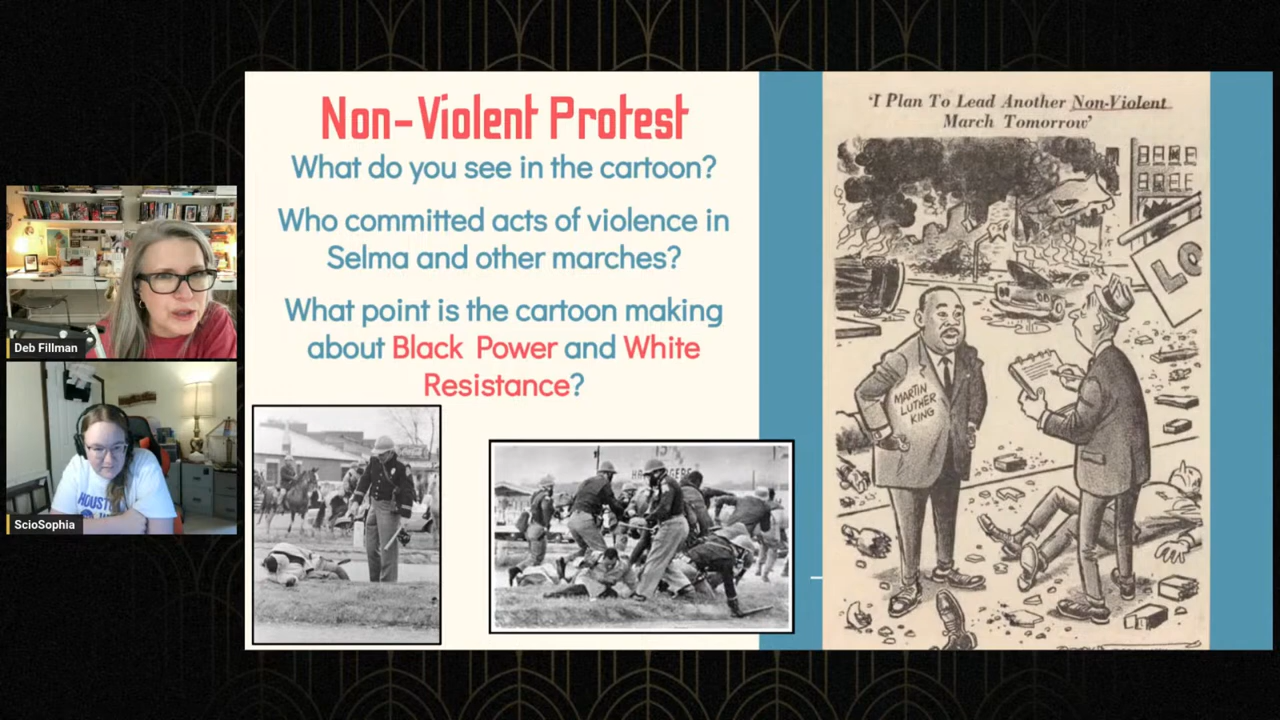 Non-Violent Protest
What do you see in the cartoon?
Who committed acts of violence in
Selma and other marches?
What point is the cartoon making
about Black Power and White
Resistance?
'I Plan To Lead Another Non-Violent
March Tomorrow'
LO
MARTIN
LUTHER
KING
Deb Fillman
HOUSTON
ScioSophia